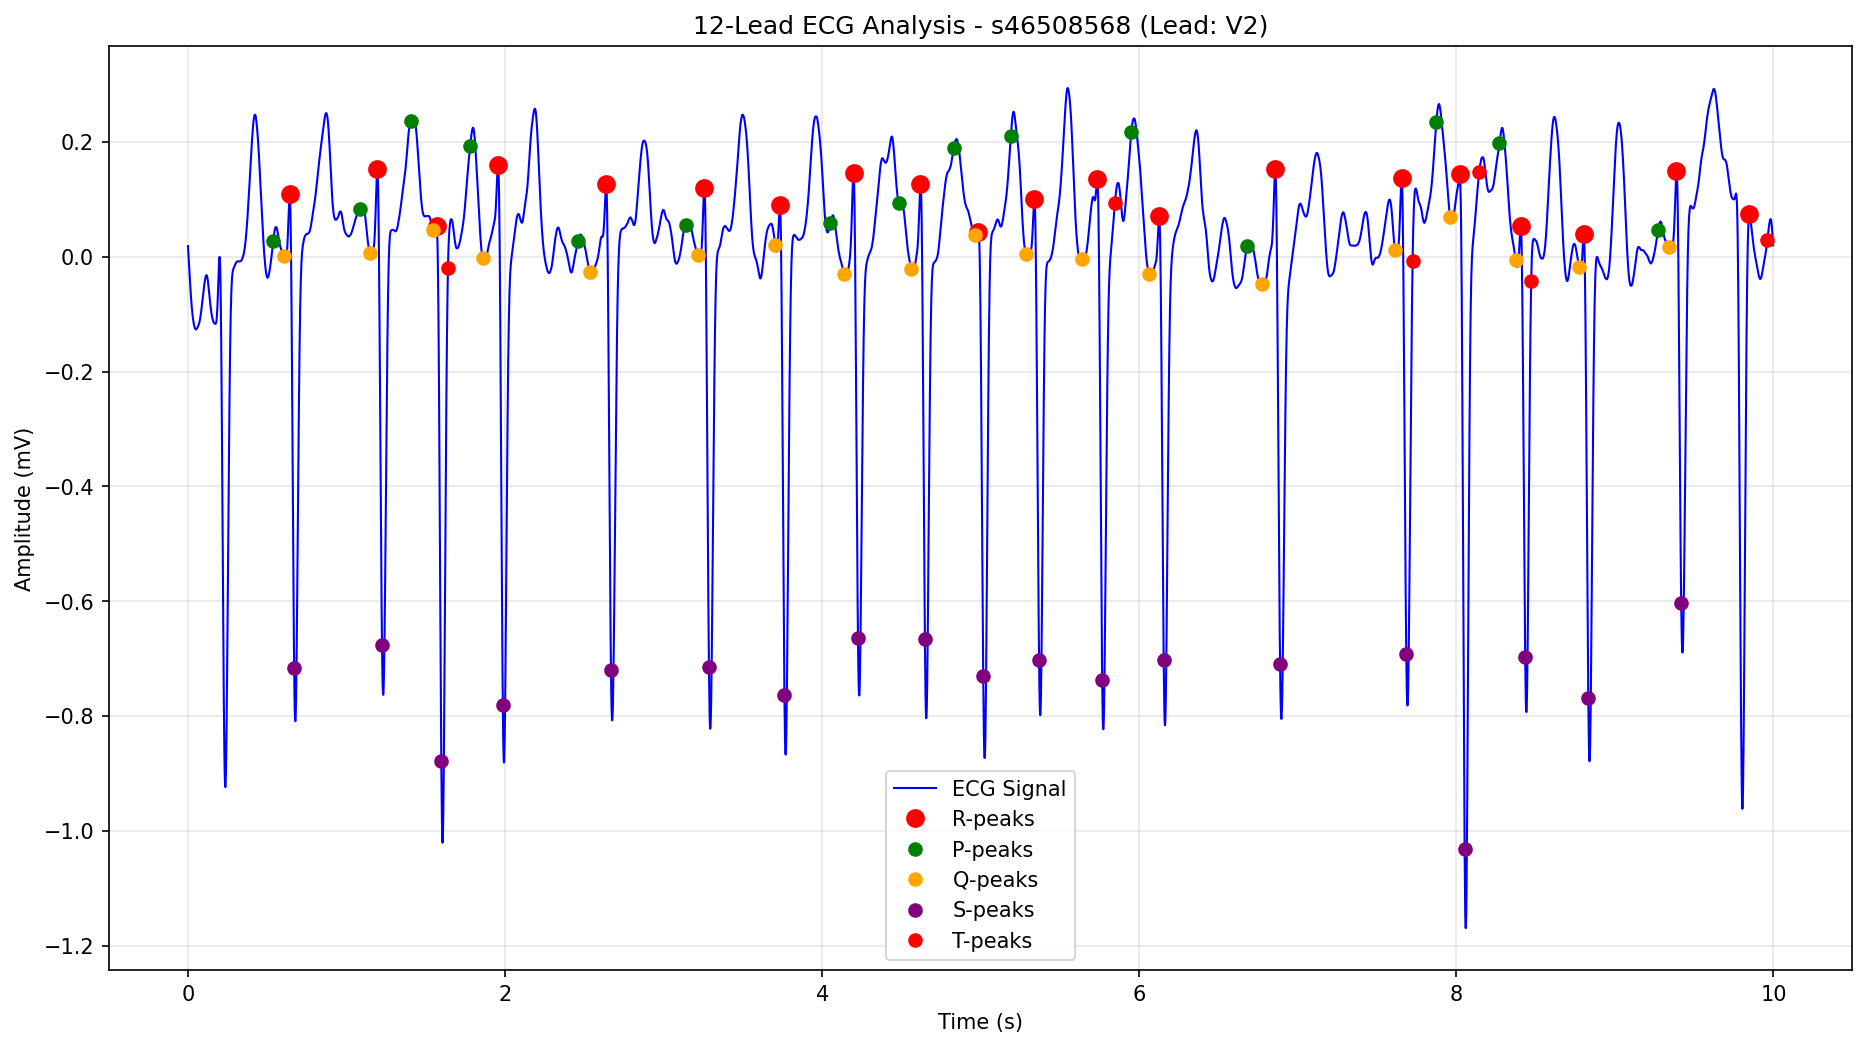 12-Lead ECG Analysis - s46508568 (Lead: V2)
Amplitude (mV)
0.2
0.0
−0.2
−0.4
−0.6
−0.8
−1.0
−1.2
ECG Signal
R-peaks
P-peaks
Q-peaks
S-peaks
T-peaks
0 2 4 6 8 10
Time (s)